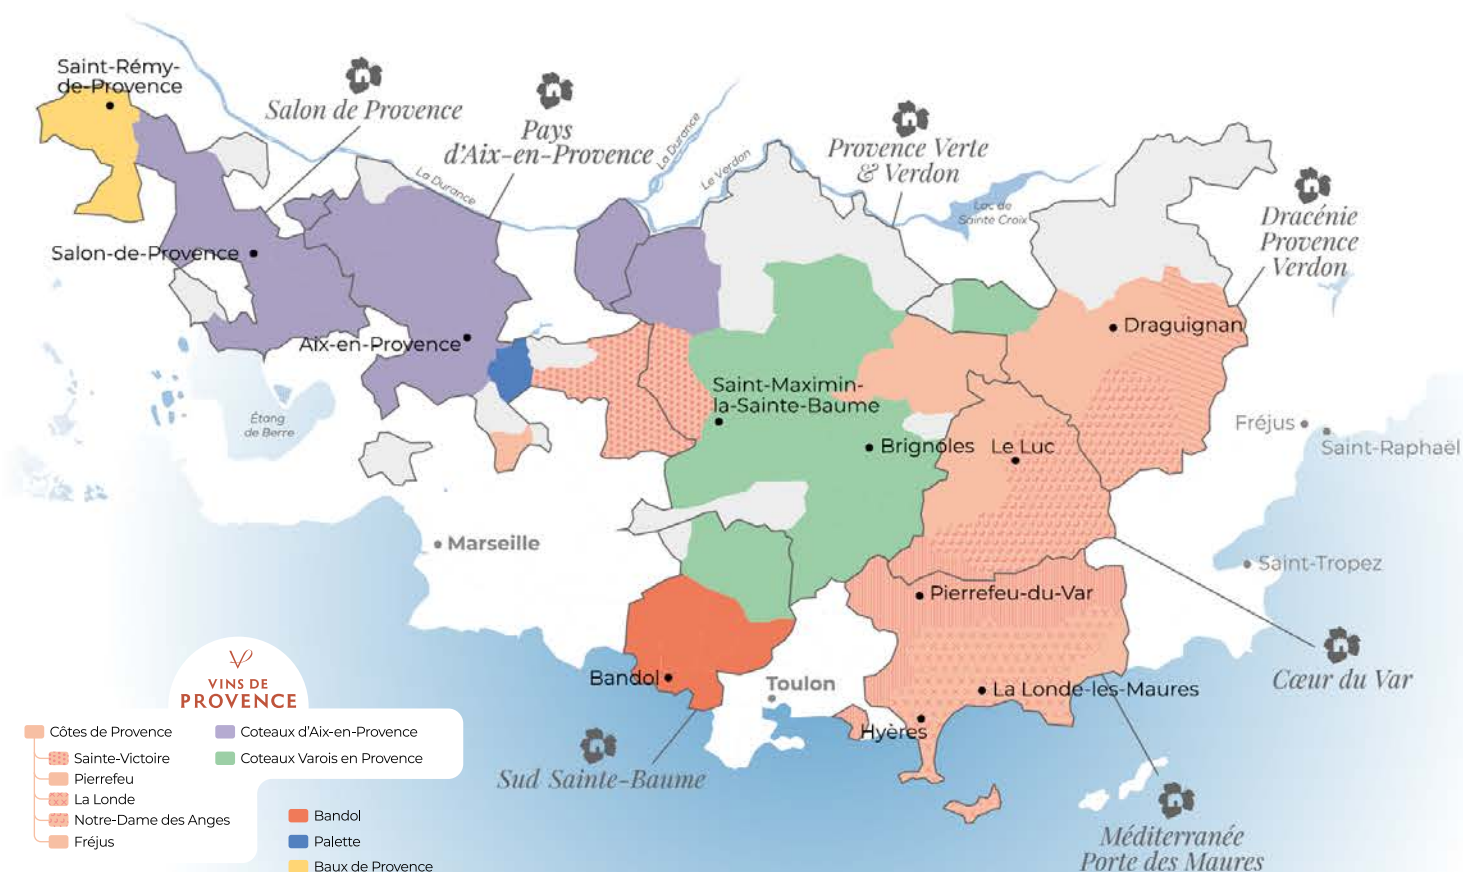 Saint-Rémy-
de-Provence
Salon de Provence
Pays
d'Aix-en-Provence
La Durance
La Durance
Le Verdon
Provence Verte
& Verdon
Lac de
Sainte Croix
Dracénie
Provence
Verdon
Salon-de-Provence
Aix-en-Provence
Draguignan
Saint-Maximin-
la-Sainte-Baume
Étang
de Berre
Brignoles
Le Luc
Fréjus
Saint-Raphaël
Marseille
Saint-Tropez
Pierrefeu-du-Var
Bandol
Toulon
La Londe-les-Maures
Cœur du Var
Hyères
Sud Sainte-Baume
Méditerranée
Porte des Maures
VINS DE
PROVENCE
Côtes de Provence
Sainte-Victoire
Pierrefeu
La Londe
Notre-Dame des Anges
Fréjus
Coteaux d'Aix-en-Provence
Coteaux Varois en Provence
Bandol
Palette
Baux de Provence